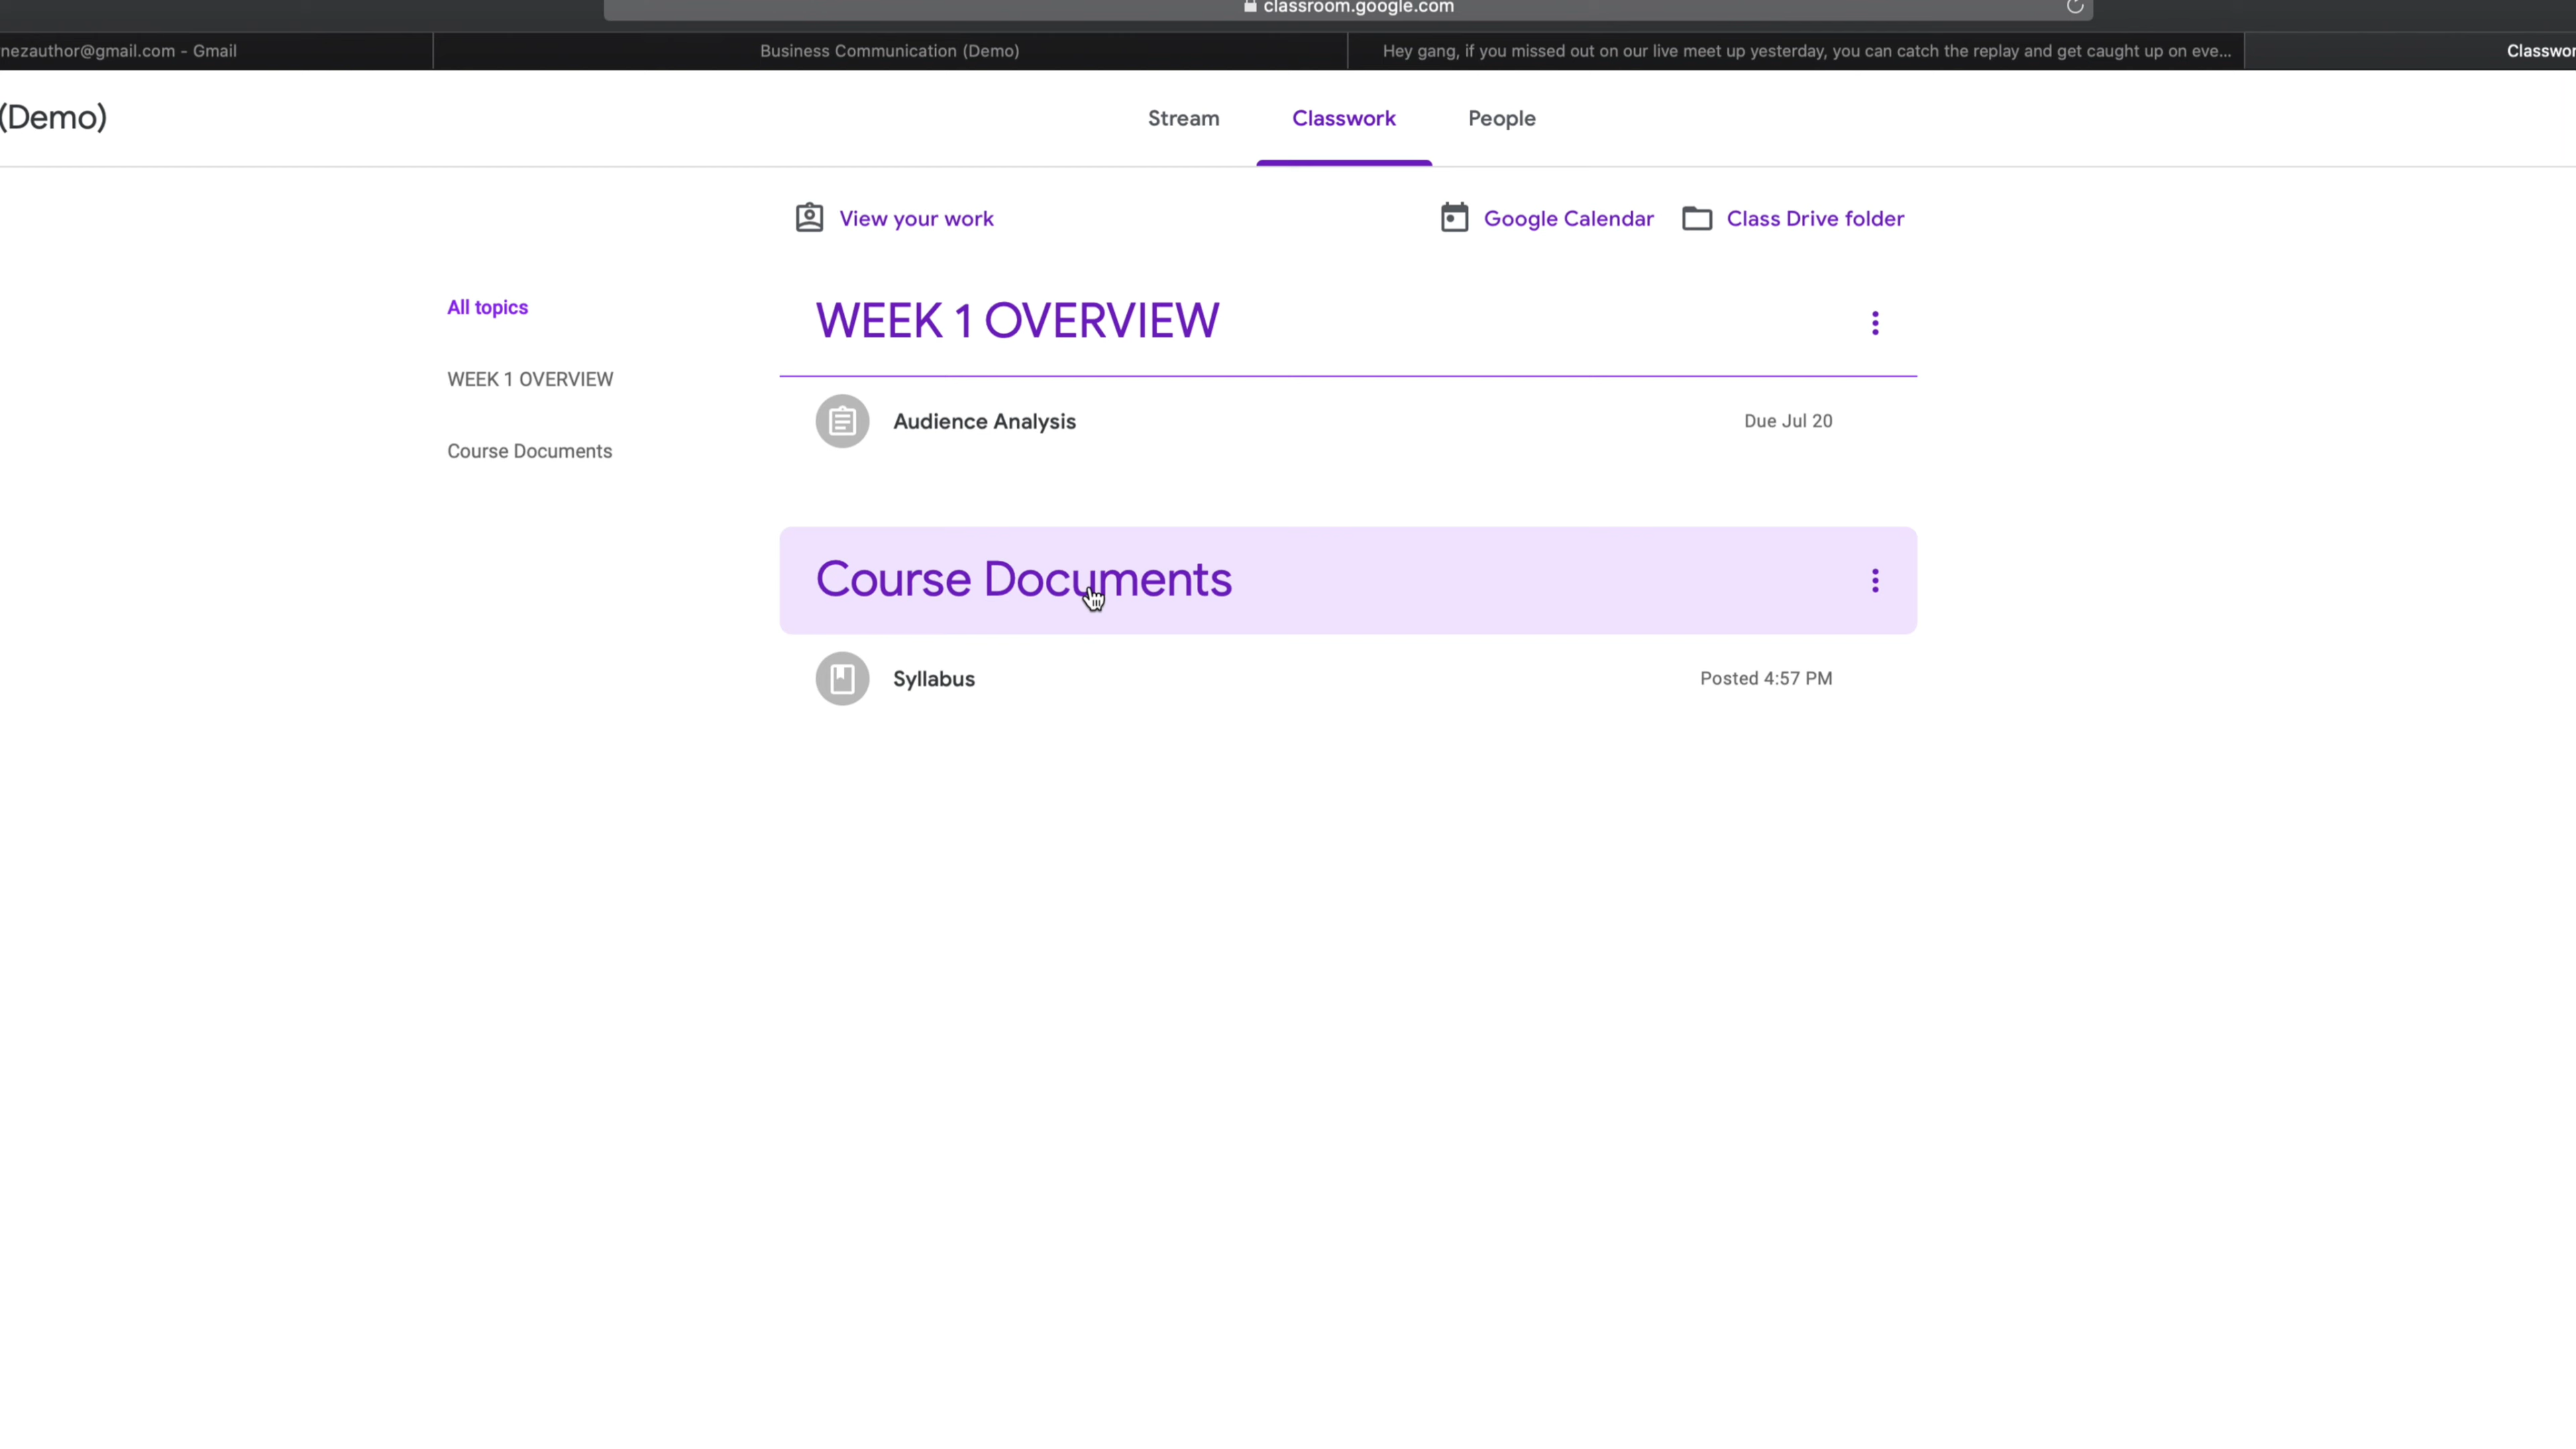 classroom.google.com
nezauthor@gmail.com - Gmail
Business Communication (Demo)
Hey gang, if you missed out on our live meet up yesterday, you can catch the replay and get caught up on eve...
Classwor
(Demo)
Stream
Classwork
People
View your work
Google Calendar
Class Drive folder
All topics
WEEK 1 OVERVIEW
Course Documents
WEEK 1 OVERVIEW
Audience Analysis
Due Jul 20
Course Documents
Syllabus
Posted 4:57 PM